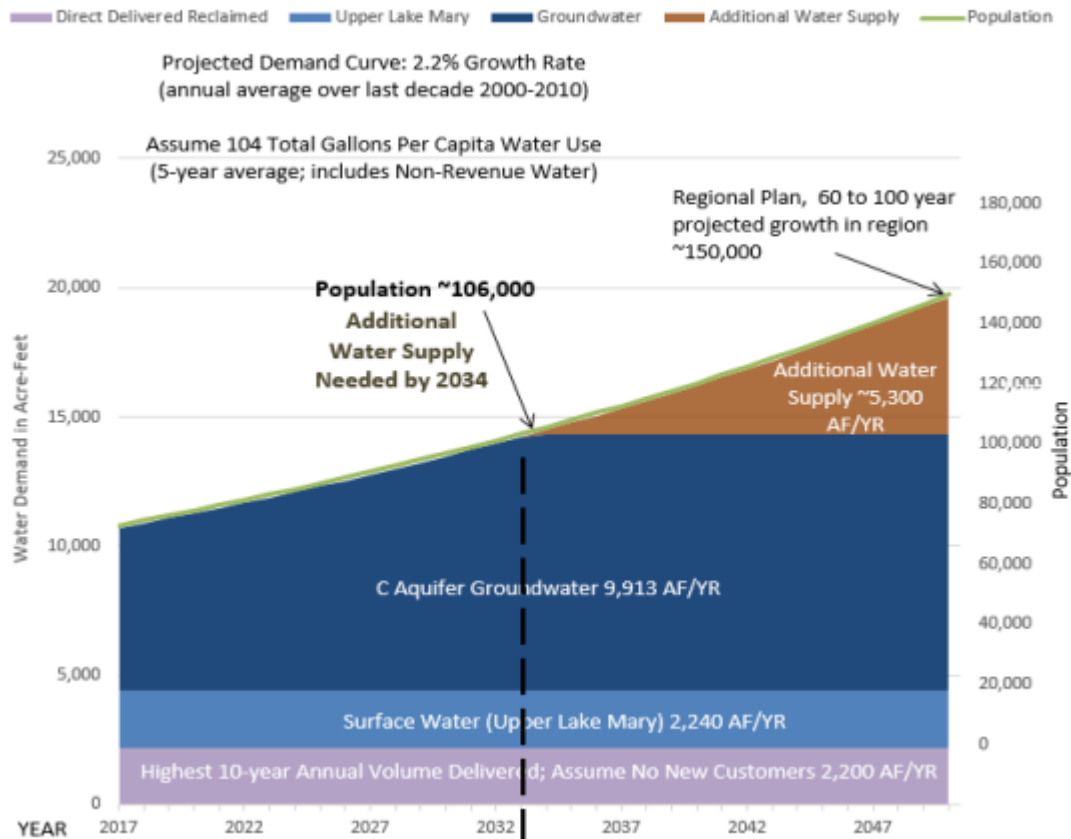 Direct Delivered Reclaimed Upper Lake Mary Groundwater Additional Water Supply Population
Projected Demand Curve: 2.2% Growth Rate
(annual average over last decade 2000-2010)
Assume 104 Total Gallons Per Capita Water Use
(5-year average; includes Non-Revenue Water)
25,000
20,000
15,000
10,000
5,000
0
Water Demand in Acre-Feet
Regional Plan, 60 to 100 year
projected growth in region
~150,000
Population ~106,000
Additional
Water Supply
Needed by 2034
Additional Water
Supply ~5,300
AF/YR
C Aquifer Groundwater 9,913 AF/YR
Surface Water (Upper Lake Mary) 2,240 AF/YR
Highest 10-year Annual Volume Delivered; Assume No New Customers 2,200 AF/YR
180,000
160,000
140,000
120,000
100,000
80,000
60,000
40,000
20,000
0
Population
YEAR 2017 2022 2027 2032 2037 2042 2047